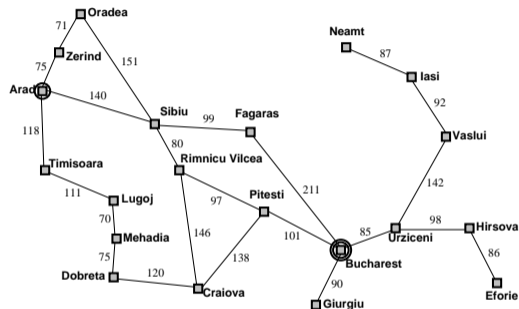 Oradea
71
Neamt
Zerind
87
151
75
Iasi
Arad
140
92
Sibiu
Fagaras
99
118
Vaslui
80
Timisoara
Rimnicu Vilcea
111
211
142
Lugoj
97
Pitesti
70
98
Hirsova
146
85
Mehadia
101
Urziceni
138
86
75
Bucharest
120
90
Dobreta
Craiova
Eforie
Giurgiu